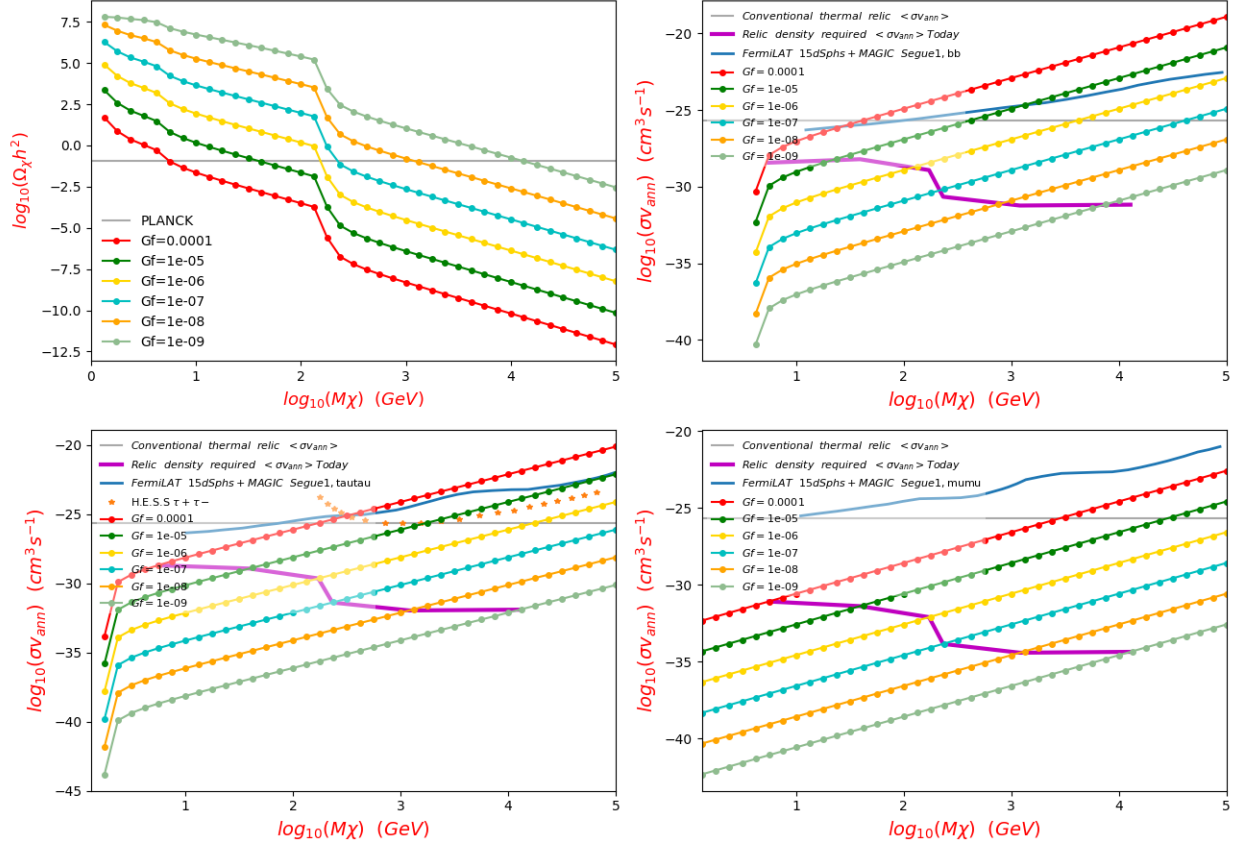 7.5
5.0
2.5
0.0
−2.5
−5.0
−7.5
−10.0
−12.5
log10(Ωχh2)
PLANCK
Gf=0.0001
Gf=1e-05
Gf=1e-06
Gf=1e-07
Gf=1e-08
Gf=1e-09
0 1 2 3 4 5
log10(Mχ) (GeV)
−20
−25
−30
−35
−40
log10(σvann) (cm3s−1)
Conventional thermal relic <σvann>
Relic density required <σvann> Today
FermiLAT 15dSphs+MAGIC Segue1, bb
Gf=0.0001
Gf=1e-05
Gf=1e-06
Gf=1e-07
Gf=1e-08
Gf=1e-09
1 2 3 4 5
log10(Mχ) (GeV)
−20
−25
−30
−35
−40
−45
log10(σvann) (cm3s−1)
Conventional thermal relic <σvann>
Relic density required <σvann> Today
FermiLAT 15dSphs+MAGIC Segue1, tautau
H.E.S.S τ+τ−
Gf=0.0001
Gf=1e-05
Gf=1e-06
Gf=1e-07
Gf=1e-08
Gf=1e-09
1 2 3 4 5
log10(Mχ) (GeV)
−20
−25
−30
−35
−40
log10(σvann) (cm3s−1)
Conventional thermal relic <σvann>
Relic density required <σvann> Today
FermiLAT 15dSphs+MAGIC Segue1, mumu
Gf=0.0001
Gf=1e-05
Gf=1e-06
Gf=1e-07
Gf=1e-08
Gf=1e-09
1 2 3 4 5
log10(Mχ) (GeV)